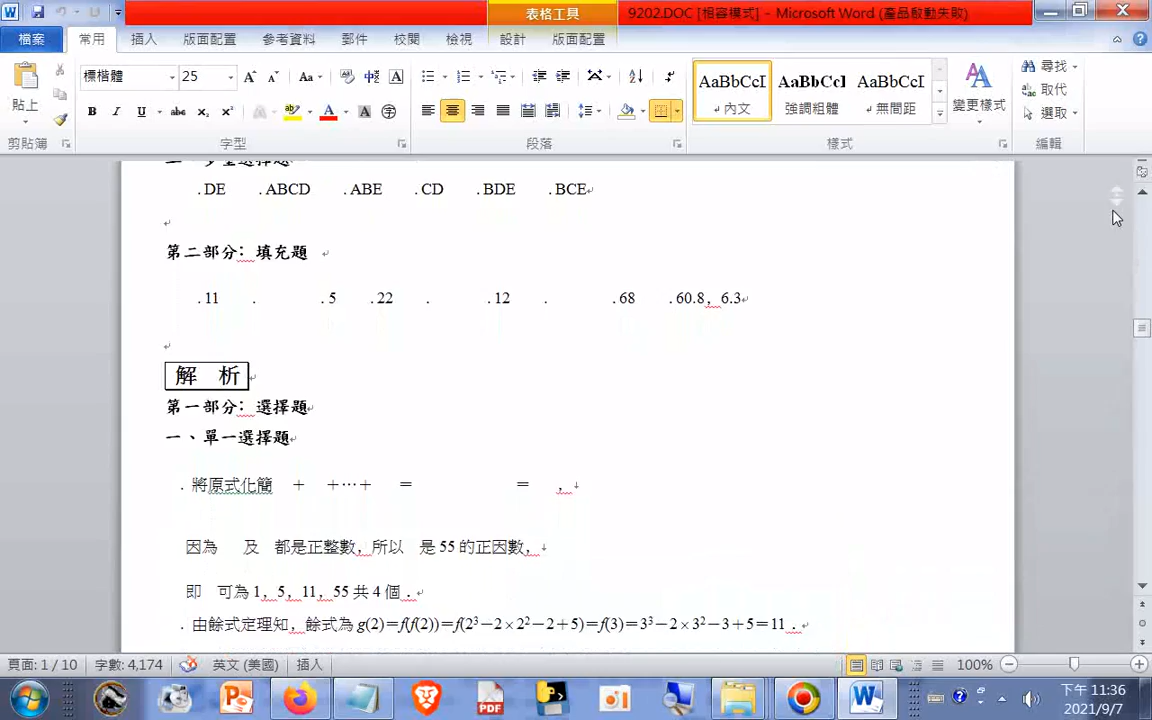 表格工具
9202.DOC [相容模式] - Microsoft Word (產品啟動失敗)
檔案 常用 插入 版面配置 參考資料 郵件 校閱 檢視 設計 版面配置
貼上 標楷體 25 Aa 中文 A
B I U abc x₂ x² A A A 字
AaBbCcI AaBbCcI AaBbCcI
內文 強調粗體 無間距
變更樣式
尋找
取代
選取
剪貼簿 字型 段落 樣式 編輯
.DE .ABCD .ABE .CD .BDE .BCE
第二部分：填充題
.11 . .5 .22 . .12 . .68 .60.8，6.3
解 析
第一部分：選擇題
一、單一選擇題
. 將原式化簡 ＋ ＋…＋ ＝ ＝ ，
因為 及 都是正整數，所以 是 55 的正因數，
即 可為 1，5，11，55 共 4 個．
. 由餘式定理知，餘式為 g(2)＝f(f(2))＝f(2³－2×2²－2＋5)＝f(3)＝3³－2×3²－3＋5＝11．
頁面: 1 / 10 字數: 4,174 英文 (美國) 插入 100%
PDF
下午 11:36
2021/9/7